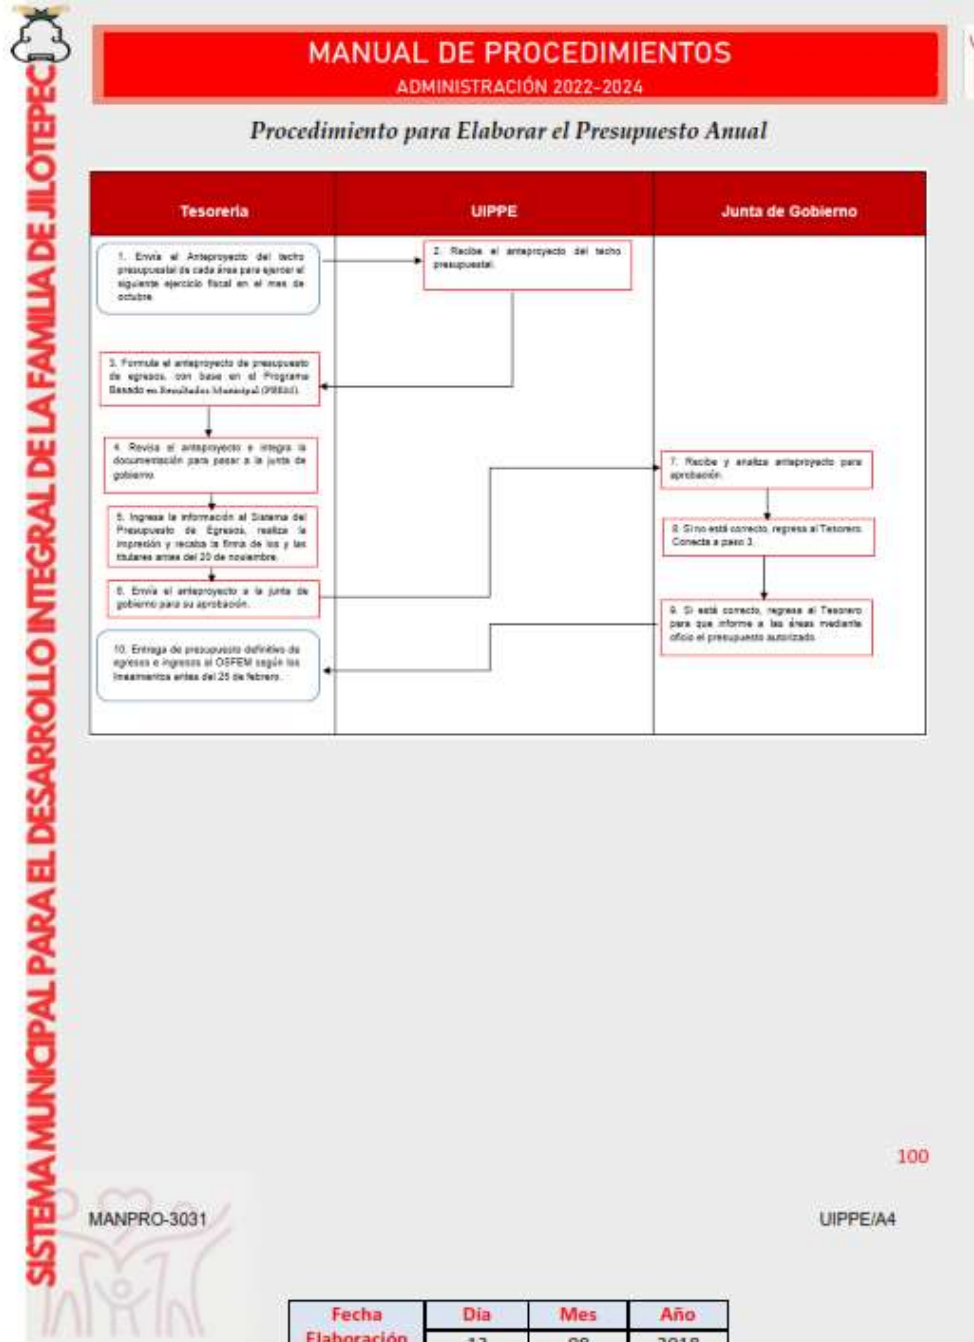 SISTEMA MUNICIPAL PARA EL DESARROLLO INTEGRAL DE LA FAMILIA DE JILOTEPEC
MANUAL DE PROCEDIMIENTOS
ADMINISTRACIÓN 2022-2024
Procedimiento para Elaborar el Presupuesto Anual
Tesorería
UIPPE
Junta de Gobierno
1. Envía el Anteproyecto del techo
presupuestal de cada área para ejercer el
siguiente ejercicio fiscal en el mes de
octubre.
2. Recibe el anteproyecto del techo
presupuestal.
3. Formula el anteproyecto de presupuesto
de egresos, con base en el Programa
Basado en Resultados Municipal (PBRM).
4. Revisa el anteproyecto e integra la
documentación para pasar a la junta de
gobierno.
5. Ingresa la información al Sistema del
Presupuesto de Egresos, realiza la
impresión y recaba la firma de los y las
titulares antes del 20 de noviembre.
6. Envía el anteproyecto a la junta de
gobierno para su aprobación.
7. Recibe y analiza anteproyecto para
aprobación.
8. Si no está correcto, regresa al Tesorero.
Conecta a paso 3.
9. Si está correcto, regresa al Tesorero
para que informe a las áreas mediante
oficio el presupuesto autorizado.
10. Entrega de presupuesto definitivo de
egresos e ingresos al OSFEM según los
lineamientos antes del 25 de febrero.
100
MANPRO-3031
UIPPE/A4
Fecha Día Mes Año
Elaboración 13 2018